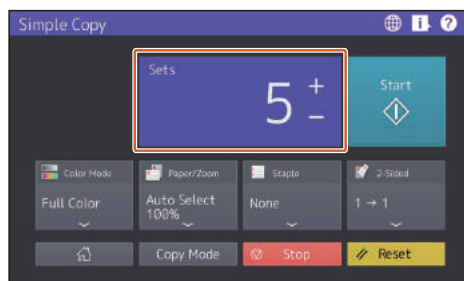 Simple Copy
Sets
5 + -
Start
Color Mode
Paper/Zoom
Staple
2-Sided
Full Color
Auto Select
100%
None
1 → 1
Copy Mode
Stop
Reset